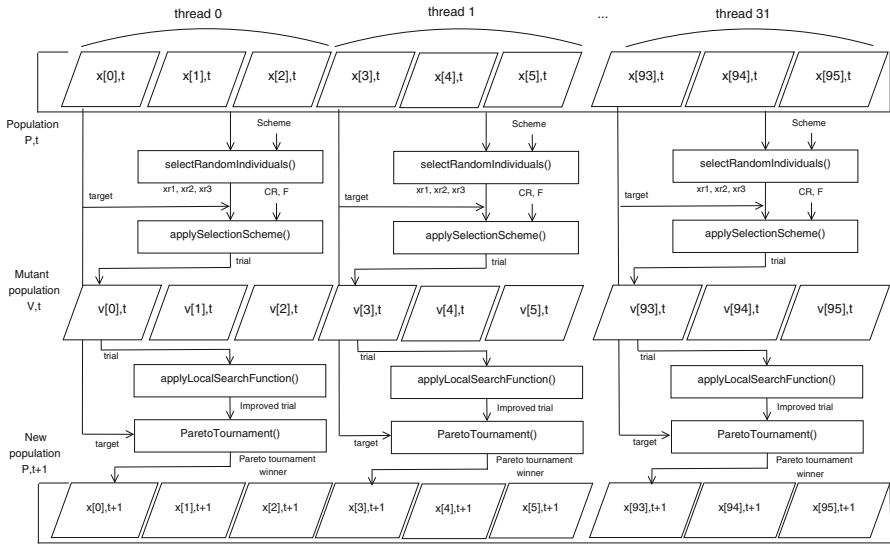 thread 0
thread 1
...
thread 31
x[0],t
x[1],t
x[2],t
x[3],t
x[4],t
x[5],t
x[93],t
x[94],t
x[95],t
Population
P,t
Scheme
Scheme
Scheme
selectRandomIndividuals()
selectRandomIndividuals()
selectRandomIndividuals()
target
xr1, xr2, xr3
CR, F
target
xr1, xr2, xr3
CR, F
target
xr1, xr2, xr3
CR, F
applySelectionScheme()
applySelectionScheme()
applySelectionScheme()
trial
trial
trial
Mutant
population
V,t
v[0],t
v[1],t
v[2],t
v[3],t
v[4],t
v[5],t
v[93],t
v[94],t
v[95],t
trial
trial
trial
applyLocalSearchFunction()
applyLocalSearchFunction()
applyLocalSearchFunction()
Improved trial
Improved trial
Improved trial
ParetoTournament()
ParetoTournament()
ParetoTournament()
target
target
target
New
population
P,t+1
Pareto tournament
winner
Pareto tournament
winner
Pareto tournament
winner
x[0],t+1
x[1],t+1
x[2],t+1
x[3],t+1
x[4],t+1
x[5],t+1
x[93],t+1
x[94],t+1
x[95],t+1